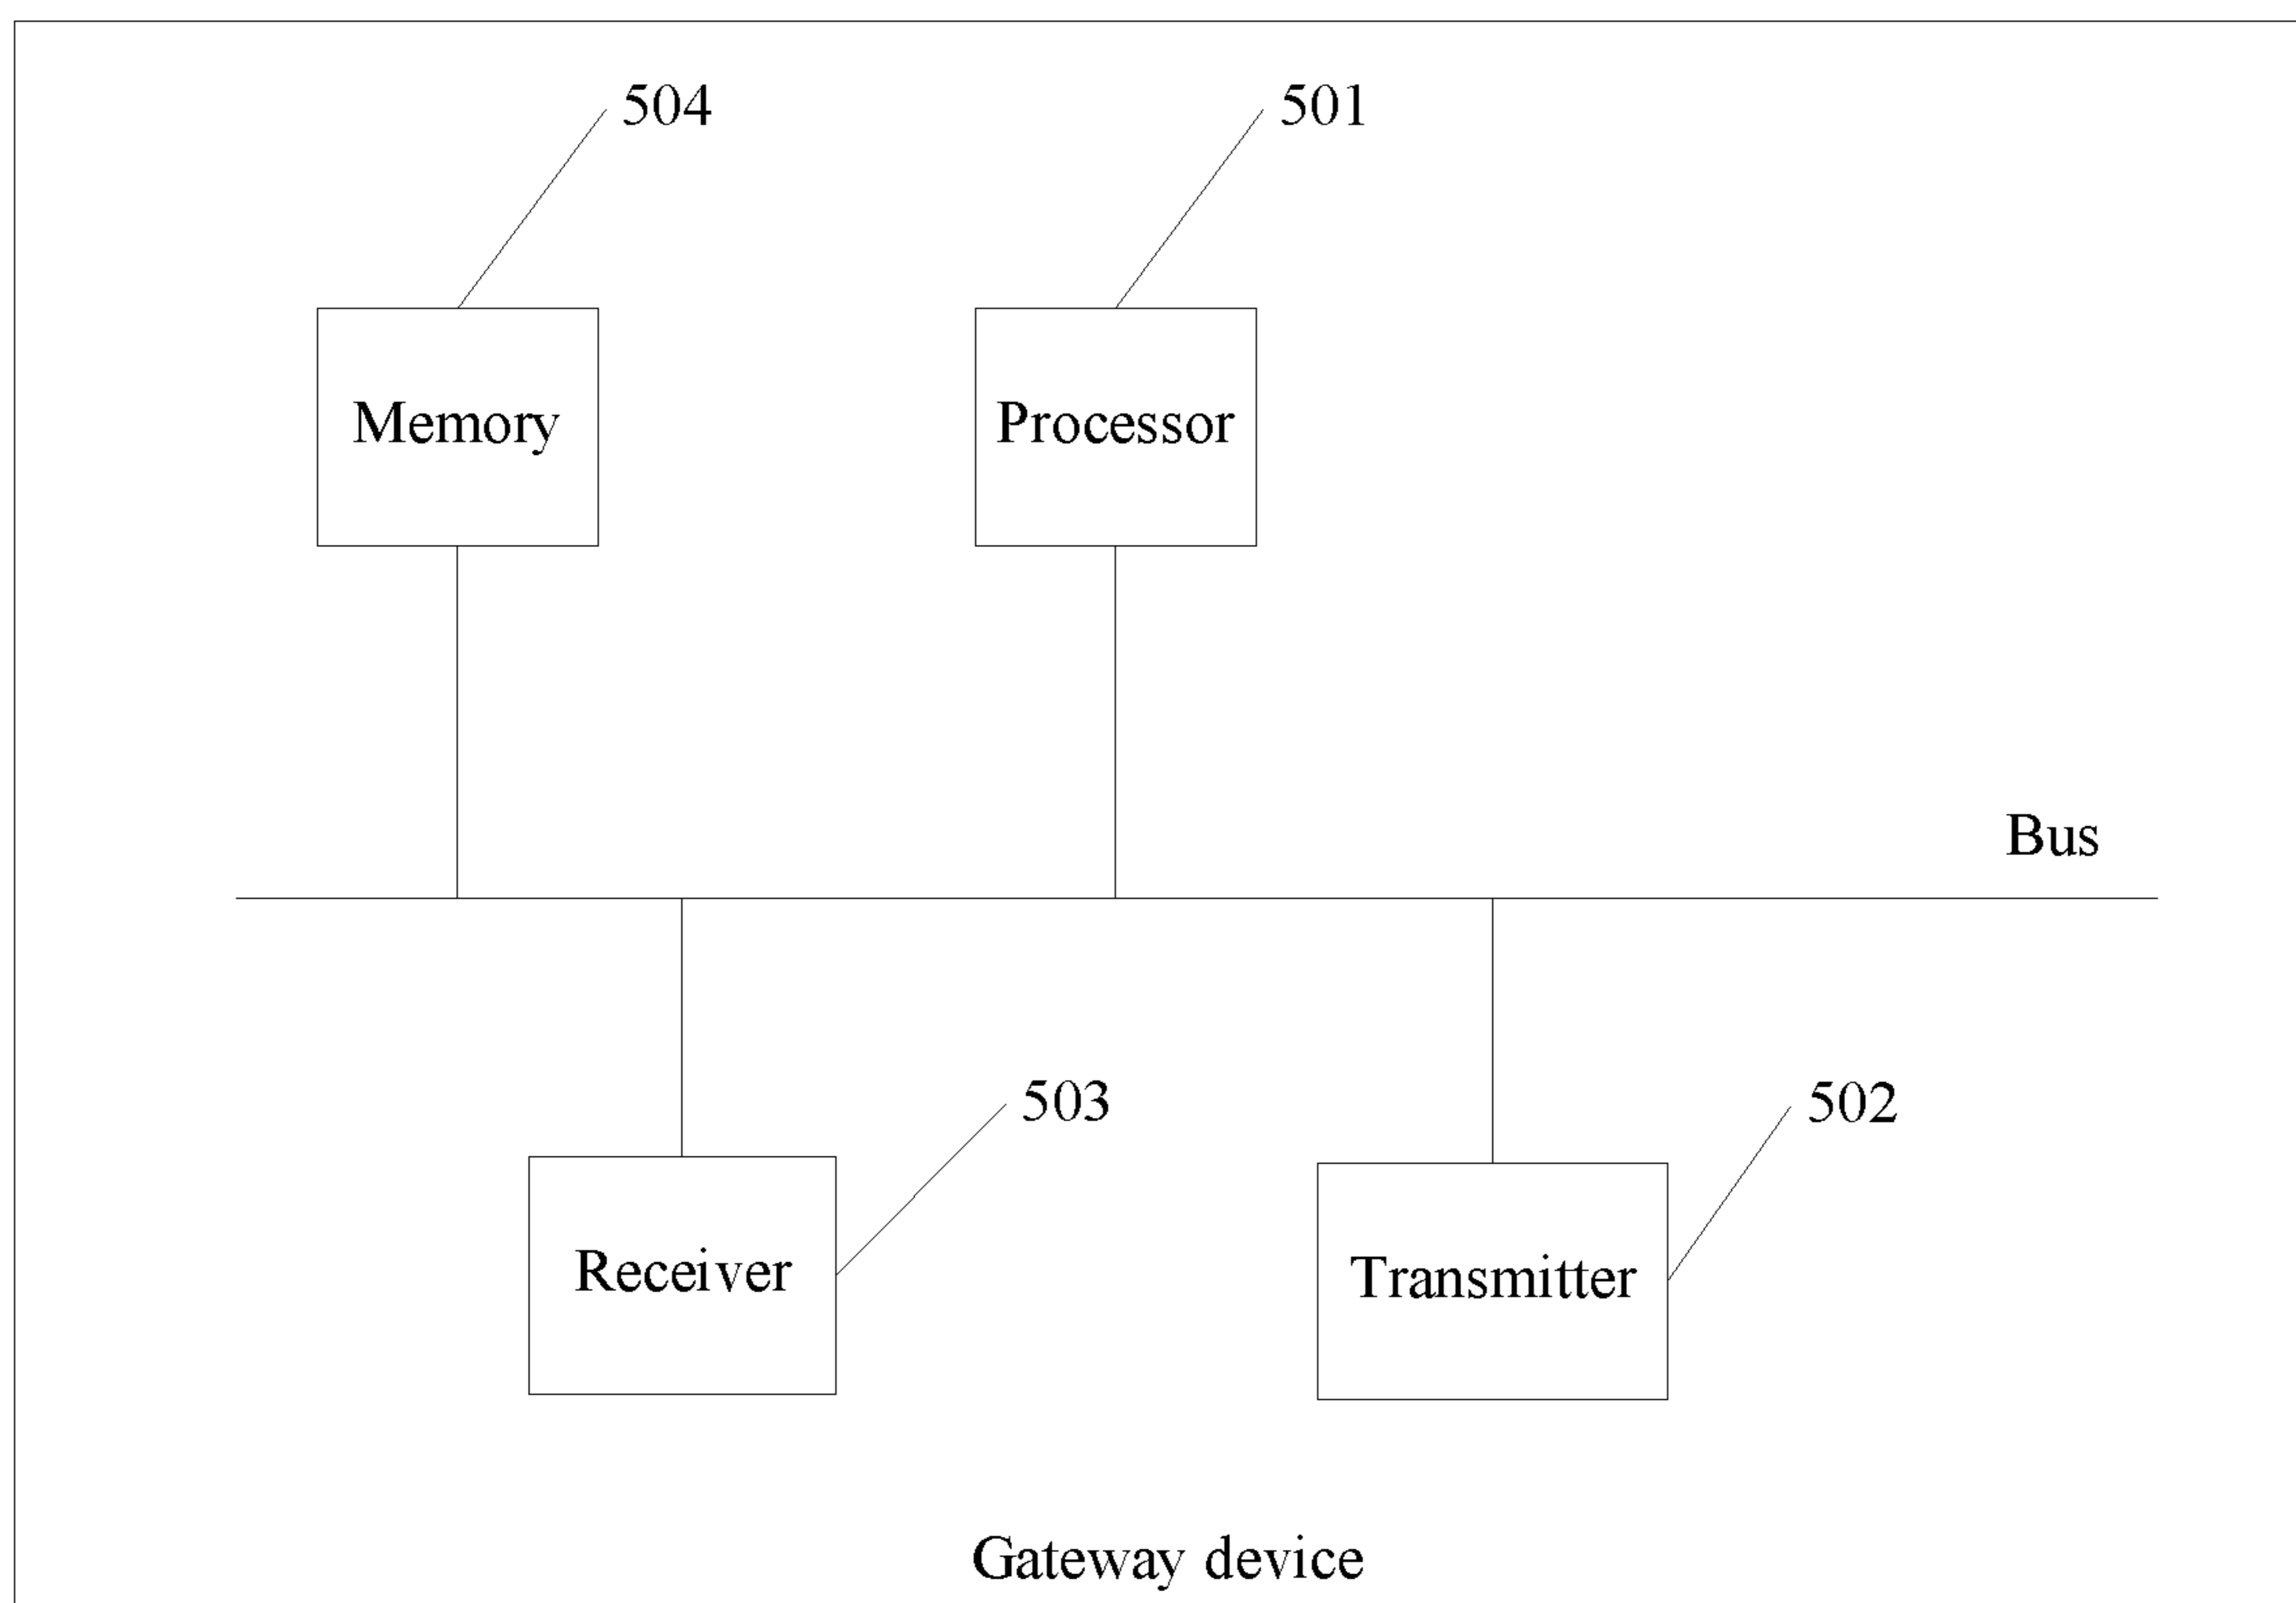 504
501
Memory
Processor
Bus
503
502
Receiver
Transmitter
Gateway device